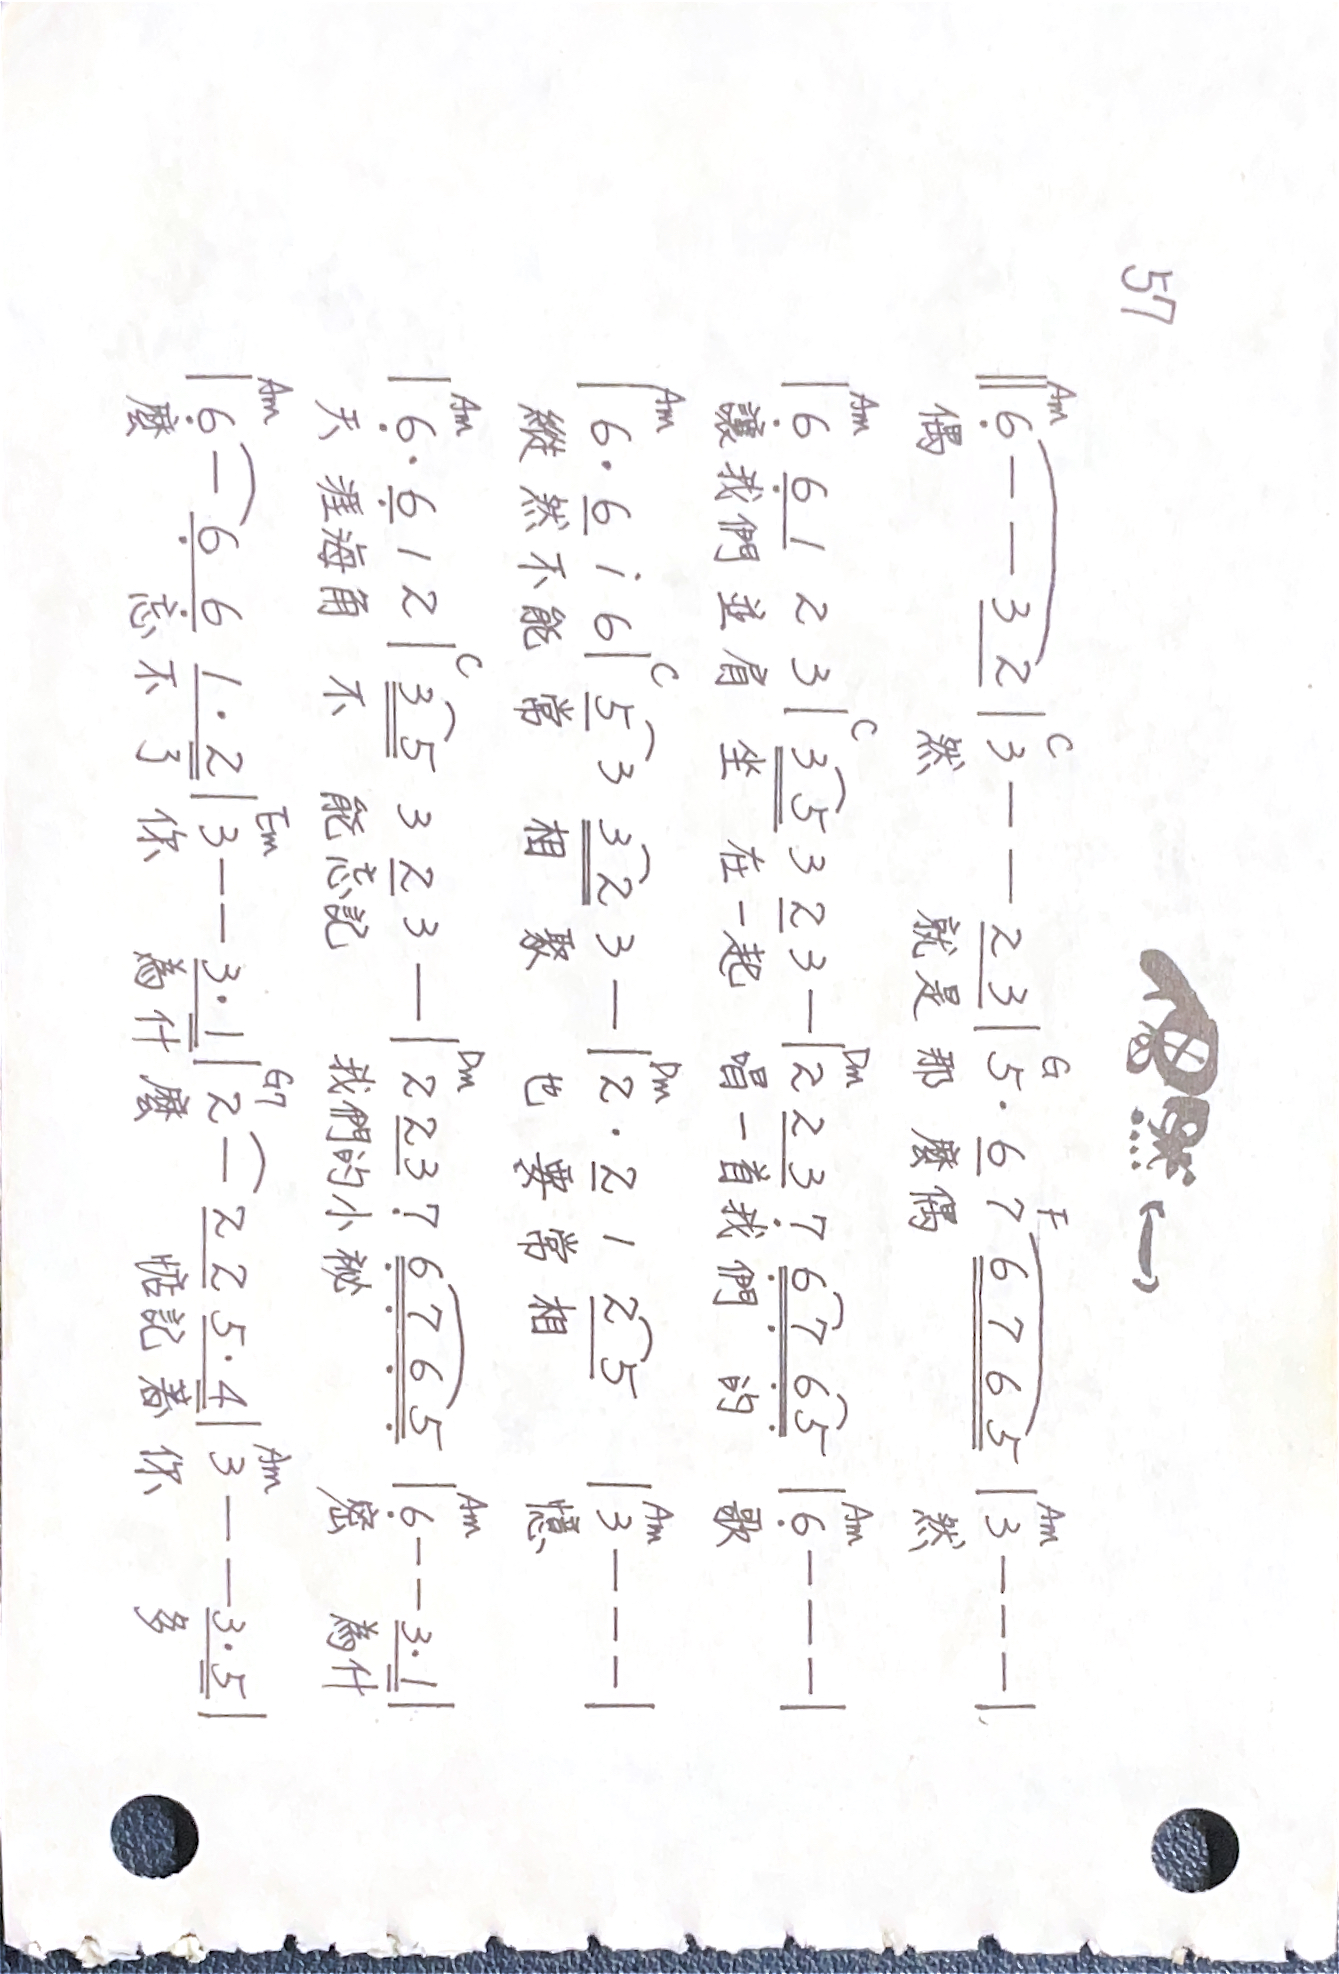 57
偶然(一)
Am C G F Am
‖ 6̣ — — 3 2 | 3 — — 2 3 | 5 · 6 7 6 7 6 5 | 3 — — — |
偶 然 就是那麼偶 然
Am C Dm Am
| 6̣ 6̣ 1 2 3 | 3 5 3 2 3 — | 2 2 3 7̣ 6̣ 7̣ 6̣ 5̣ | 6̣ — — — |
讓我們並肩 坐 在一起 唱一首我們 的 歌
Am C Dm Am
| 6 · 6 i 6 | 5 3 3 2 3 — | 2 · 2 1 2 5 | 3 — — — |
縱然不能常 相 聚 也要常相 憶
Am C Dm Am
| 6̣ · 6̣ 1 2 | 3 5 3 2 3 — | 2 2 3 7̣ 6̣ 7̣ 6̣ 5̣ | 6̣ — — 3 · 1 |
天涯海角 不 能忘記 我們的小祕 密 為什
Am Em G7 Am
| 6̣ — 6̣ 6̣ 1 · 2 | 3 — — 3 · 1 | 2 — 2 2 5 · 4 | 3 — — 3 · 5 |
麼 忘不了你 為什麼 惦記著你 多